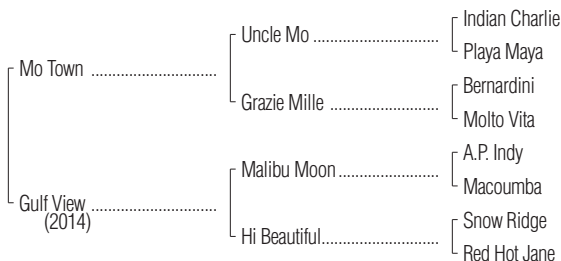 Indian Charlie
Uncle Mo ..............................
Playa Maya
Mo Town ..............................
Bernardini
Grazie Mille ..........................
Molto Vita
A.P. Indy
Malibu Moon ........................
Macoumba
Gulf View ..............................
(2014)
Snow Ridge
Hi Beautiful............................
Red Hot Jane